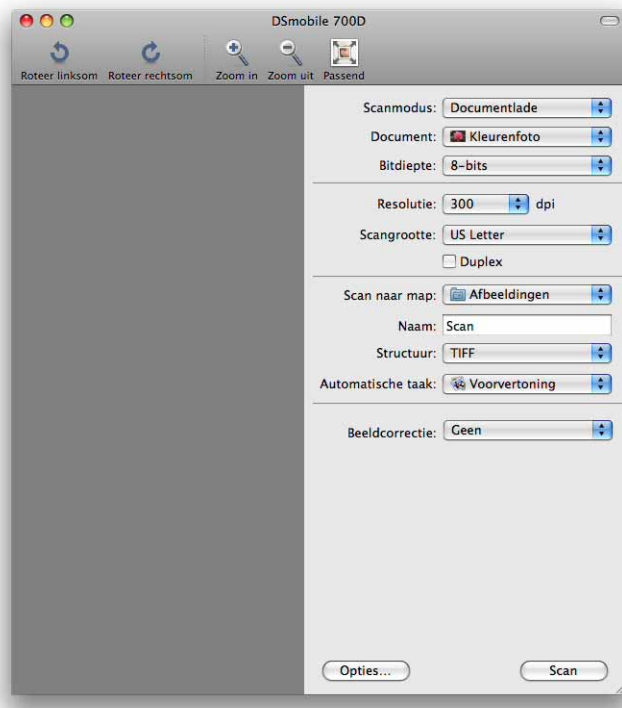 DSmobile 700D
Roteer linksom Roteer rechtsom Zoom in Zoom uit Passend
Scanmodus: Documentlade
Document: Kleurenfoto
Bitdiepte: 8-bits
Resolutie: 300 dpi
Scangrootte: US Letter
Duplex
Scan naar map: Afbeeldingen
Naam: Scan
Structuur: TIFF
Automatische taak: Voorvertoning
Beeldcorrectie: Geen
Opties... Scan